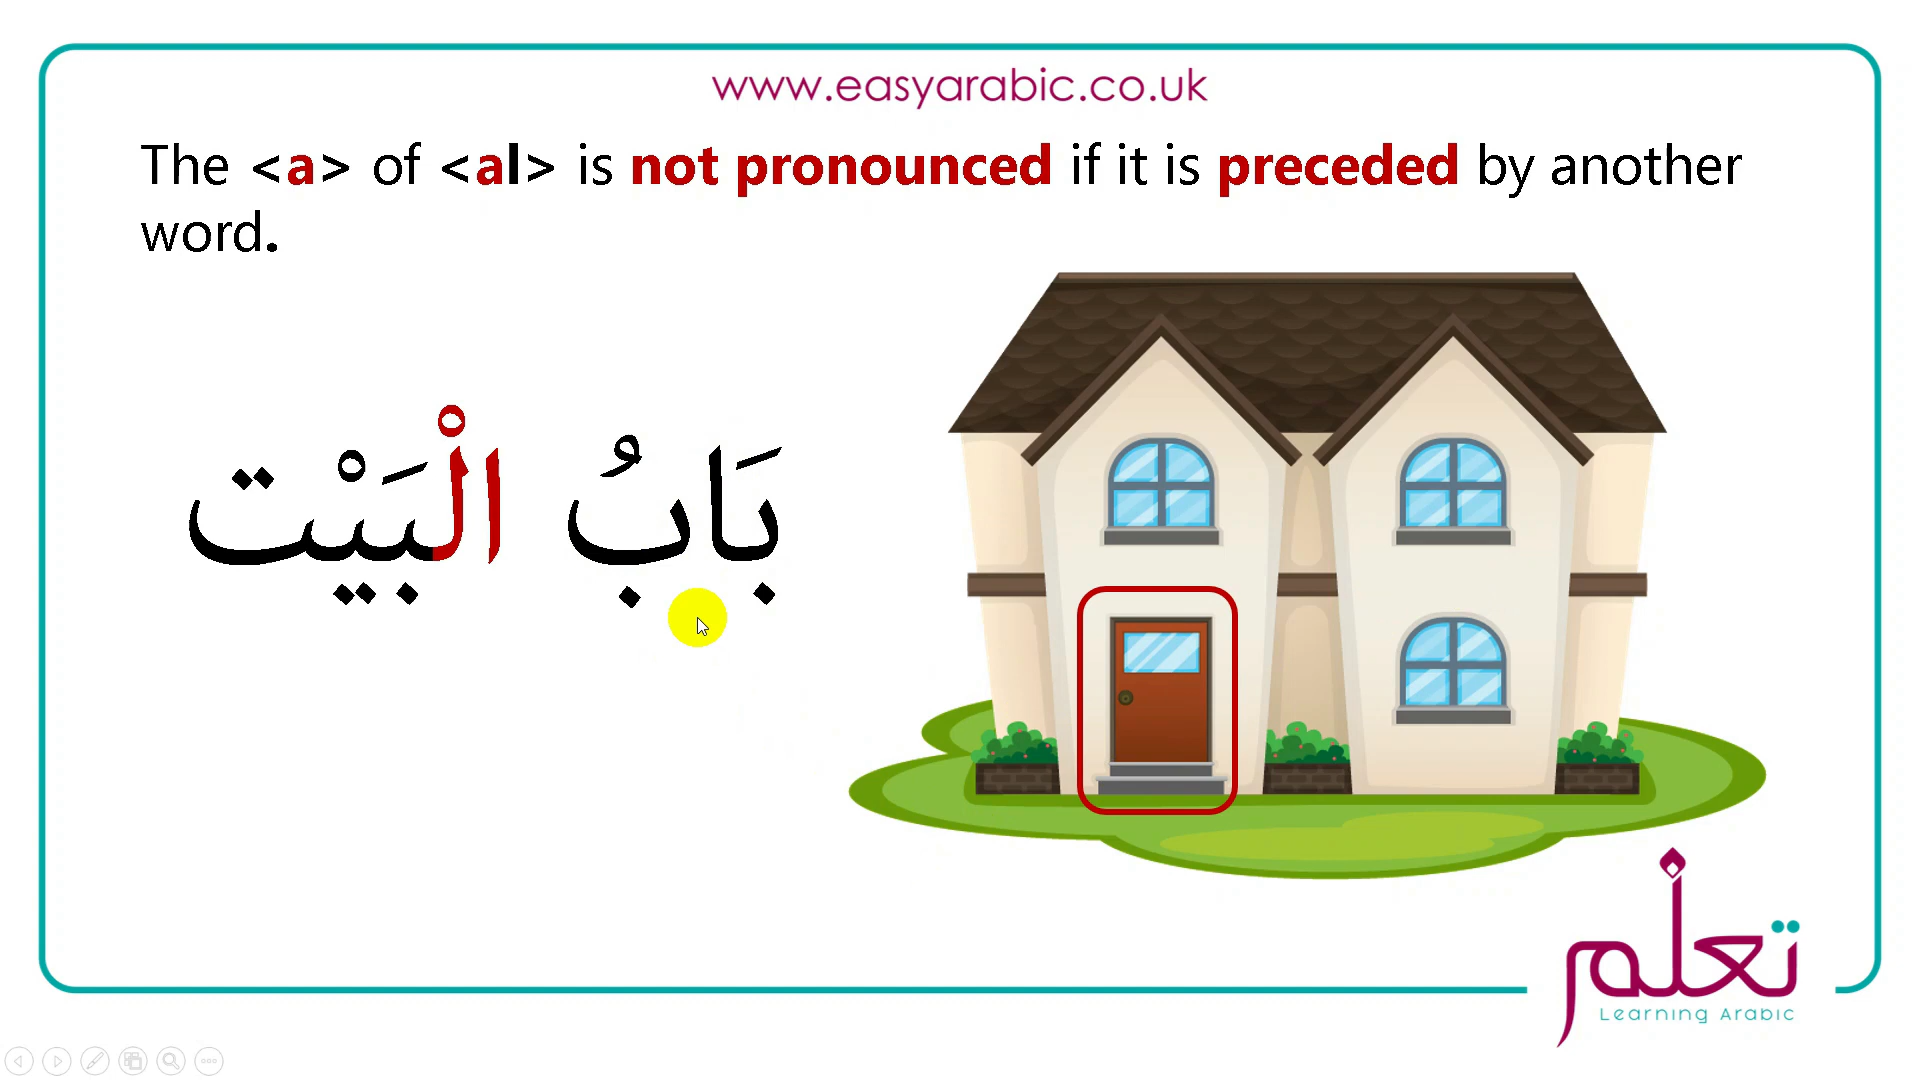 www.easyarabic.co.uk
The <a> of <al> is not pronounced if it is preceded by another
word.
بَابُ الْبَيْت
تعلم
Learning Arabic